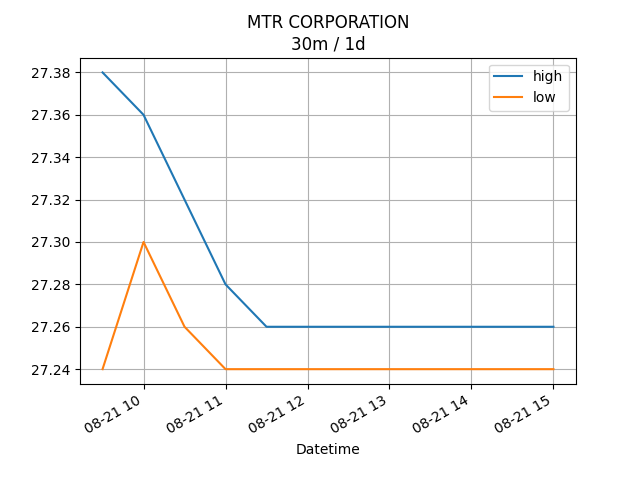 MTR CORPORATION
30m / 1d
high
low
27.38
27.36
27.34
27.32
27.30
27.28
27.26
27.24
08-21 10
08-21 11
08-21 12
08-21 13
08-21 14
08-21 15
Datetime